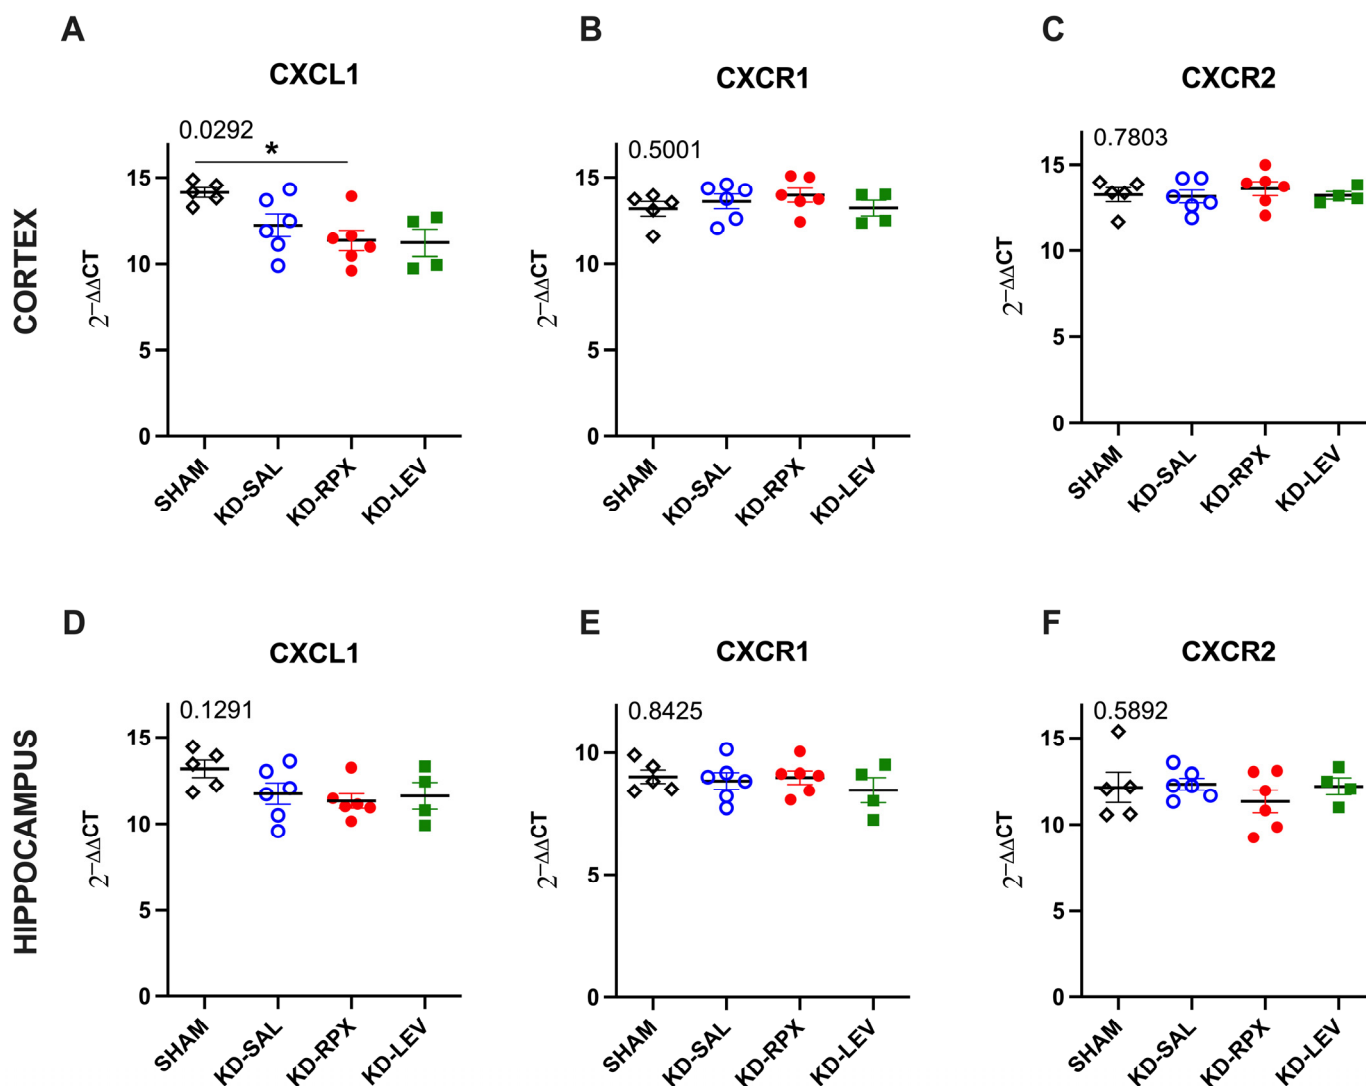 A
B
C
CXCL1
CXCR1
CXCR2
CORTEX
0.0292
*
15
10
5
0
2⁻ΔΔCT
SHAM
KD-SAL
KD-RPX
KD-LEV
0.5001
15
10
5
0
2⁻ΔΔCT
SHAM
KD-SAL
KD-RPX
KD-LEV
0.7803
15
10
5
0
2⁻ΔΔCT
SHAM
KD-SAL
KD-RPX
KD-LEV
D
E
F
CXCL1
CXCR1
CXCR2
HIPPOCAMPUS
0.1291
15
10
5
0
2⁻ΔΔCT
SHAM
KD-SAL
KD-RPX
KD-LEV
0.8425
10
5
0
2⁻ΔΔCT
SHAM
KD-SAL
KD-RPX
KD-LEV
0.5892
15
10
5
0
2⁻ΔΔCT
SHAM
KD-SAL
KD-RPX
KD-LEV